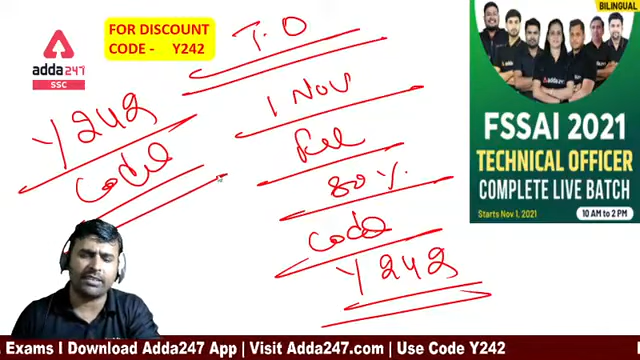 adda247
SSC
FOR DISCOUNT
CODE - Y242
T.O
1 Nov
Fee
80%
Code
Y242
Y242
Code
BILINGUAL
FSSAI 2021
TECHNICAL OFFICER
COMPLETE LIVE BATCH
Starts Nov 1, 2021
10 AM to 2 PM
. Exams I Download Adda247 App | Visit Adda247.com | Use Code Y242